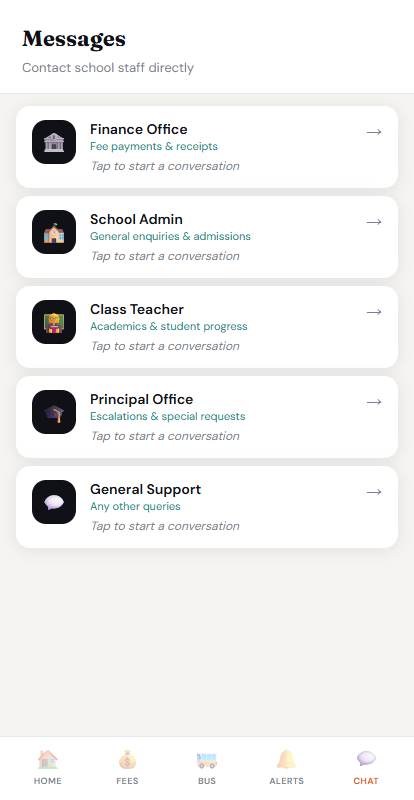 Messages
Contact school staff directly
Finance Office
→
Fee payments & receipts
Tap to start a conversation
School Admin
→
General enquiries & admissions
Tap to start a conversation
Class Teacher
→
Academics & student progress
Tap to start a conversation
Principal Office
→
Escalations & special requests
Tap to start a conversation
General Support
→
Any other queries
Tap to start a conversation
HOME FEES BUS ALERTS CHAT